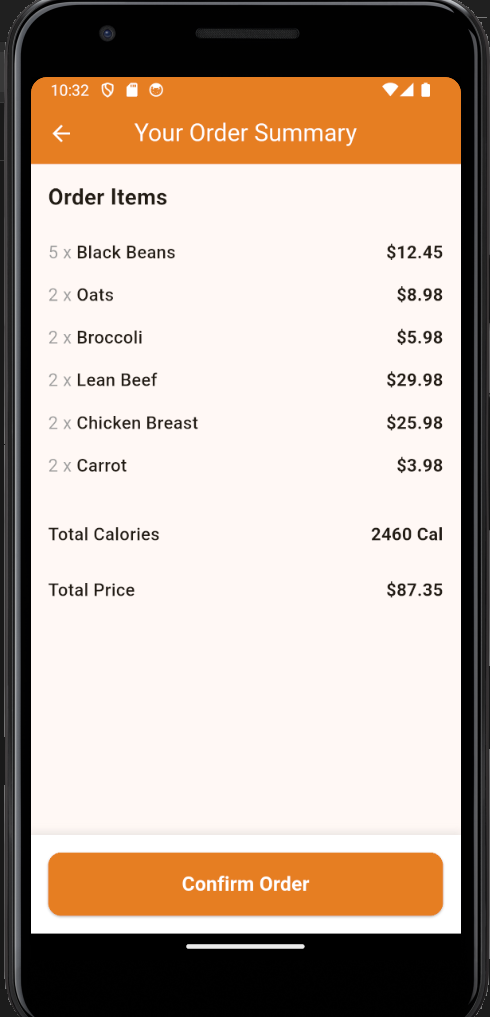 10:32
Your Order Summary
Order Items
5 x Black Beans $12.45
2 x Oats $8.98
2 x Broccoli $5.98
2 x Lean Beef $29.98
2 x Chicken Breast $25.98
2 x Carrot $3.98
Total Calories 2460 Cal
Total Price $87.35
Confirm Order